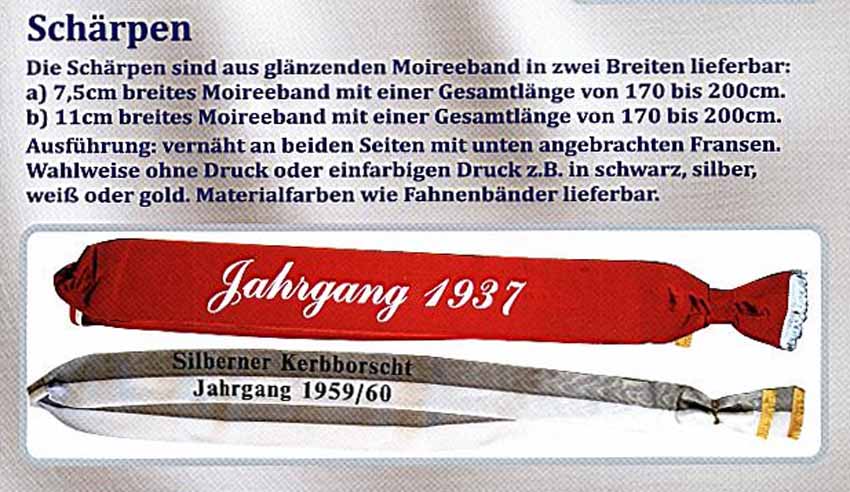 Schärpen
Die Schärpen sind aus glänzenden Moireeband in zwei Breiten lieferbar:
a) 7,5cm breites Moireeband mit einer Gesamtlänge von 170 bis 200cm.
b) 11cm breites Moireeband mit einer Gesamtlänge von 170 bis 200cm.
Ausführung: vernäht an beiden Seiten mit unten angebrachten Fransen.
Wahlweise ohne Druck oder einfarbigen Druck z.B. in schwarz, silber,
weiß oder gold. Materialfarben wie Fahnenbänder lieferbar.
Jahrgang 1937
Silberner Kerbborscht
Jahrgang 1959/60